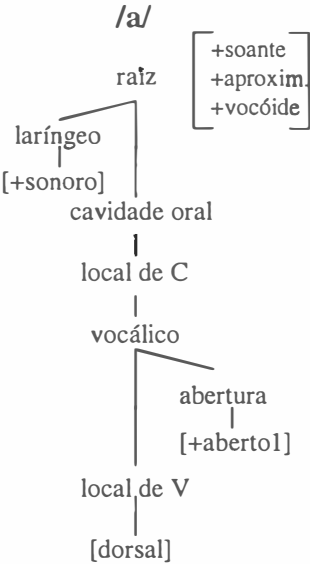 /a/
+soante
raiz
+aproxim.
+vocóide
laríngeo
[+sonoro]
cavidade oral
local de C
vocálico
abertura
[+aberto1]
local de V
[dorsal]